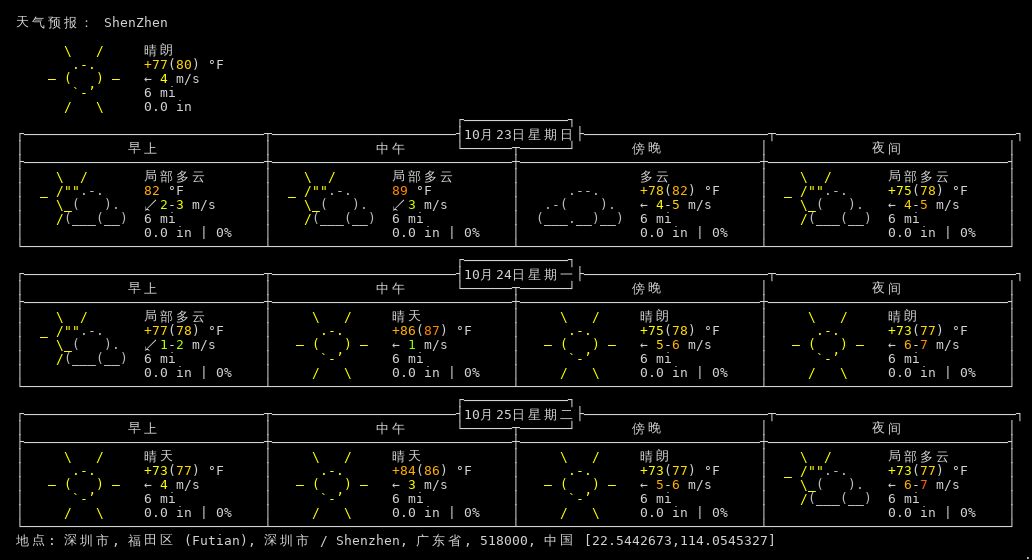 天气预报: ShenZhen
晴朗
+77(80) °F
← 4 m/s
6 mi
0.0 in
10月23日星期日
早上 中午 傍晚 夜间
局部多云 局部多云 多云 局部多云
82 °F 89 °F +78(82) °F +75(78) °F
↙ 2-3 m/s ↙ 3 m/s ← 4-5 m/s ← 4-5 m/s
6 mi 6 mi 6 mi 6 mi
0.0 in | 0% 0.0 in | 0% 0.0 in | 0% 0.0 in | 0%
10月24日星期一
早上 中午 傍晚 夜间
局部多云 晴天 晴朗 晴朗
+77(78) °F +86(87) °F +75(78) °F +73(77) °F
↙ 1-2 m/s ← 1 m/s ← 5-6 m/s ← 6-7 m/s
6 mi 6 mi 6 mi 6 mi
0.0 in | 0% 0.0 in | 0% 0.0 in | 0% 0.0 in | 0%
10月25日星期二
早上 中午 傍晚 夜间
晴天 晴天 晴朗 局部多云
+73(77) °F +84(86) °F +73(77) °F +73(77) °F
← 4 m/s ← 3 m/s ← 5-6 m/s ← 6-7 m/s
6 mi 6 mi 6 mi 6 mi
0.0 in | 0% 0.0 in | 0% 0.0 in | 0% 0.0 in | 0%
地点: 深圳市, 福田区 (Futian), 深圳市 / Shenzhen, 广东省, 518000, 中国 [22.5442673,114.0545327]